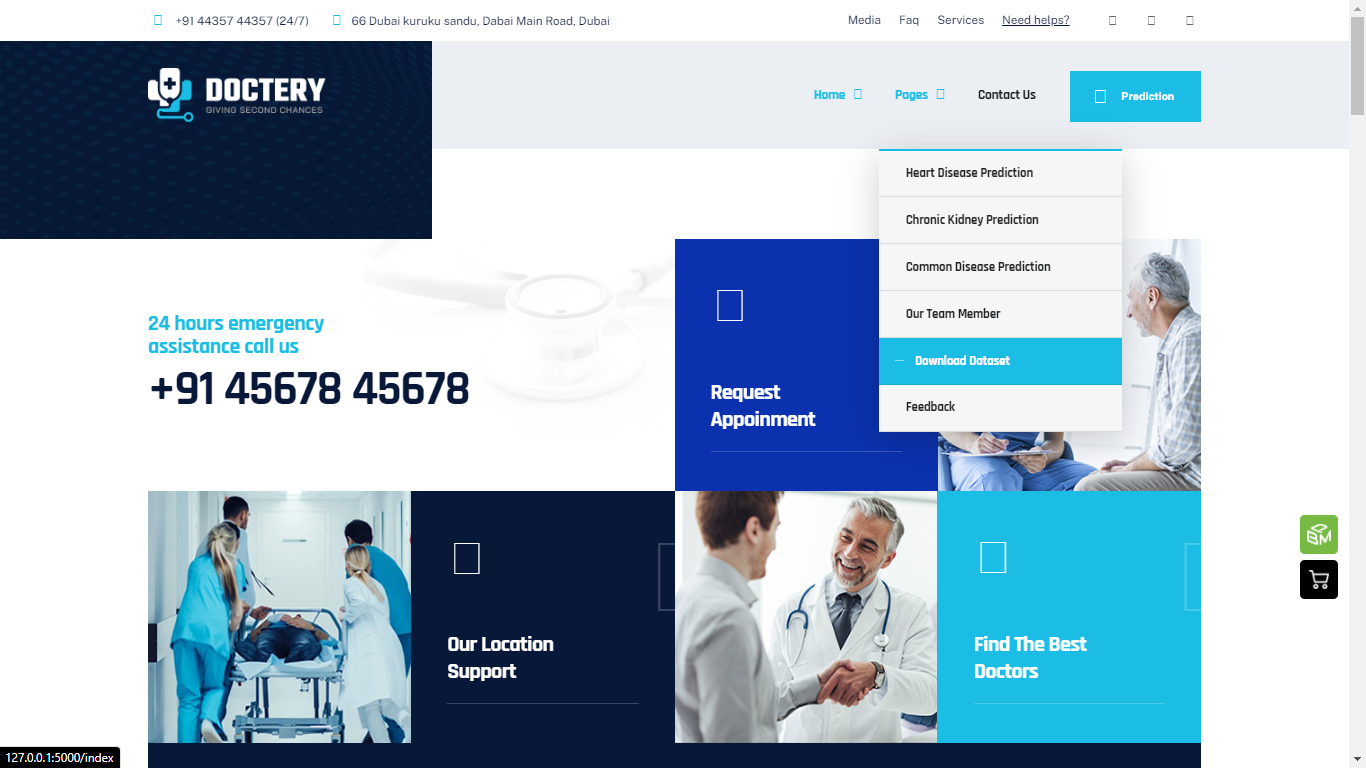 +91 44357 44357 (24/7)
66 Dubai kuruku sandu, Dabai Main Road, Dubai
Media
Faq
Services
Need helps?
DOCTERY
GIVING SECOND CHANCES
Home
Pages
Contact Us
Prediction
Heart Disease Prediction
Chronic Kidney Prediction
Common Disease Prediction
Our Team Member
Download Dataset
Feedback
24 hours emergency
assistance call us
+91 45678 45678
Request
Appoinment
Our Location
Support
Find The Best
Doctors
BM
127.0.0.1:5000/index